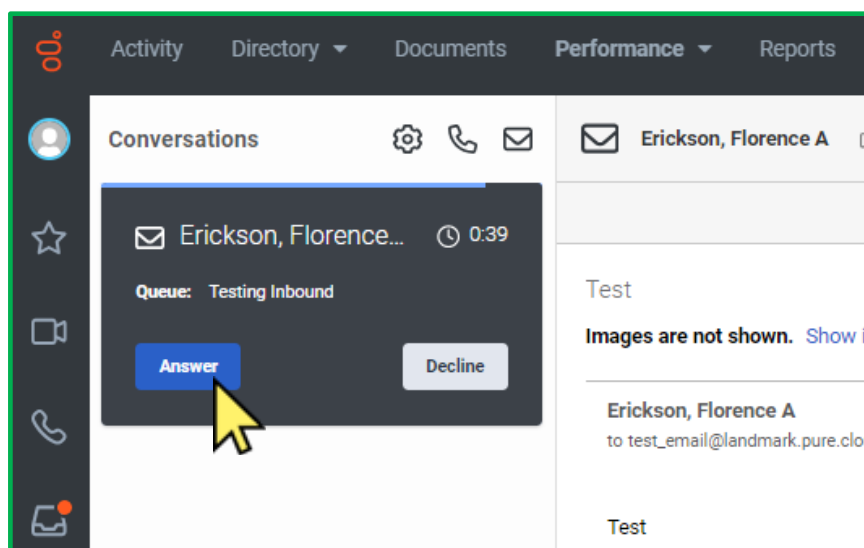 Activity Directory Documents Performance Reports
Conversations
Erickson, Florence... 0:39
Queue: Testing Inbound
Answer Decline
Erickson, Florence A
Test
Images are not shown. Show
Erickson, Florence A
to test_email@landmark.pure.clo
Test